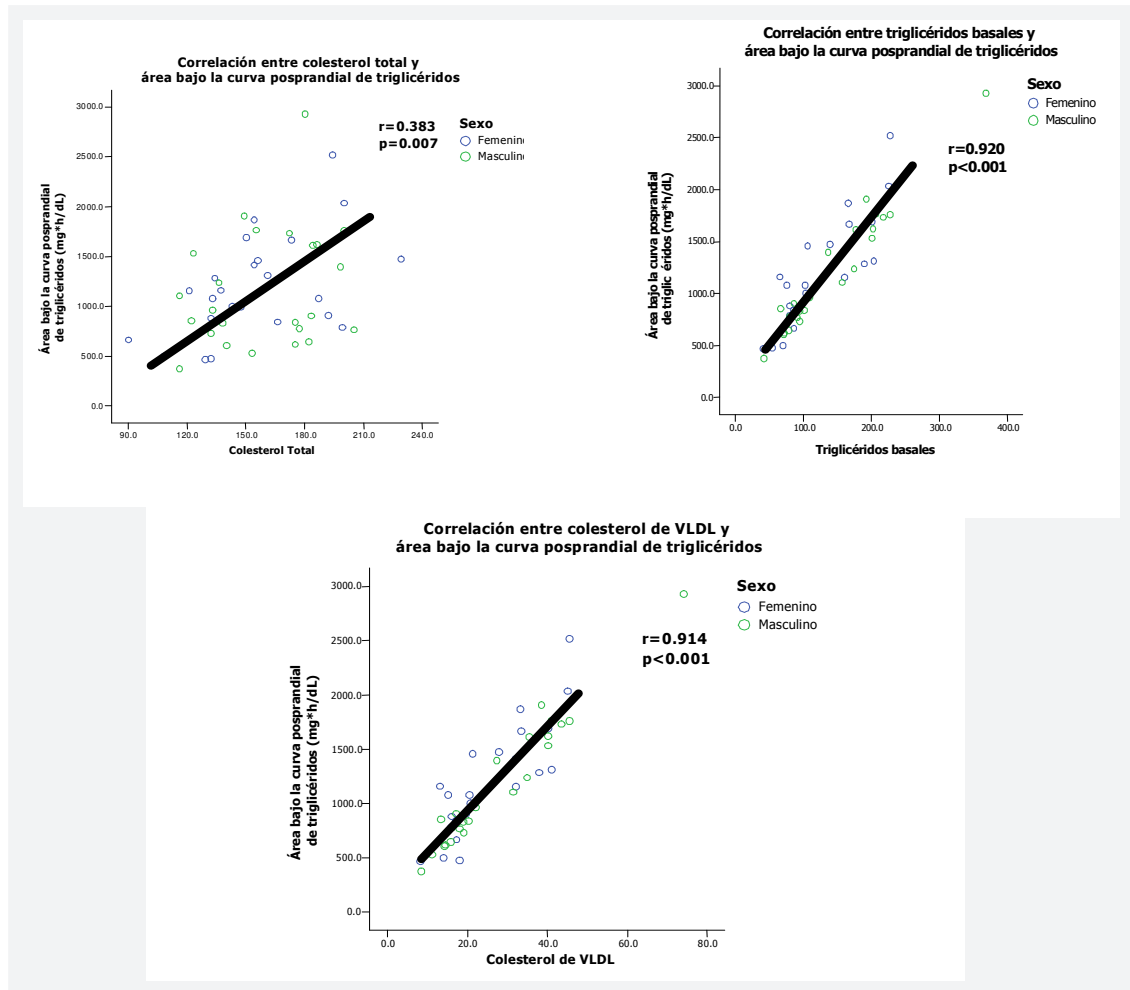 Correlación entre colesterol total y
área bajo la curva posprandial de triglicéridos
Área bajo la curva posprandial
de triglicéridos (mg*h/dL)
3000.0
2500.0
2000.0
1500.0
1000.0
500.0
0.0
r=0.383
p=0.007
Sexo
Femenin
Masculin
90.0 120.0 150.0 180.0 210.0 240.0
Colesterol Total
Correlación entre triglicéridos basales y
área bajo la curva posprandial de triglicéridos
Área bajo la curva posprandial
de triglic éridos (mg*h/dL)
3000.0
2500.0
2000.0
1500.0
1000.0
500.0
0.0
Sexo
Femenino
Masculino
r=0.920
p<0.001
0.0 100.0 200.0 300.0 400.0
Triglicéridos basales
Correlación entre colesterol de VLDL y
área bajo la curva posprandial de triglicéridos
Área bajo la curva posprandial
de triglicéridos (mg*h/dL)
3000.0
2500.0
2000.0
1500.0
1000.0
500.0
0.0
Sexo
Femenino
Masculino
r=0.914
p<0.001
0.0 20.0 40.0 60.0 80.0
Colesterol de VLDL